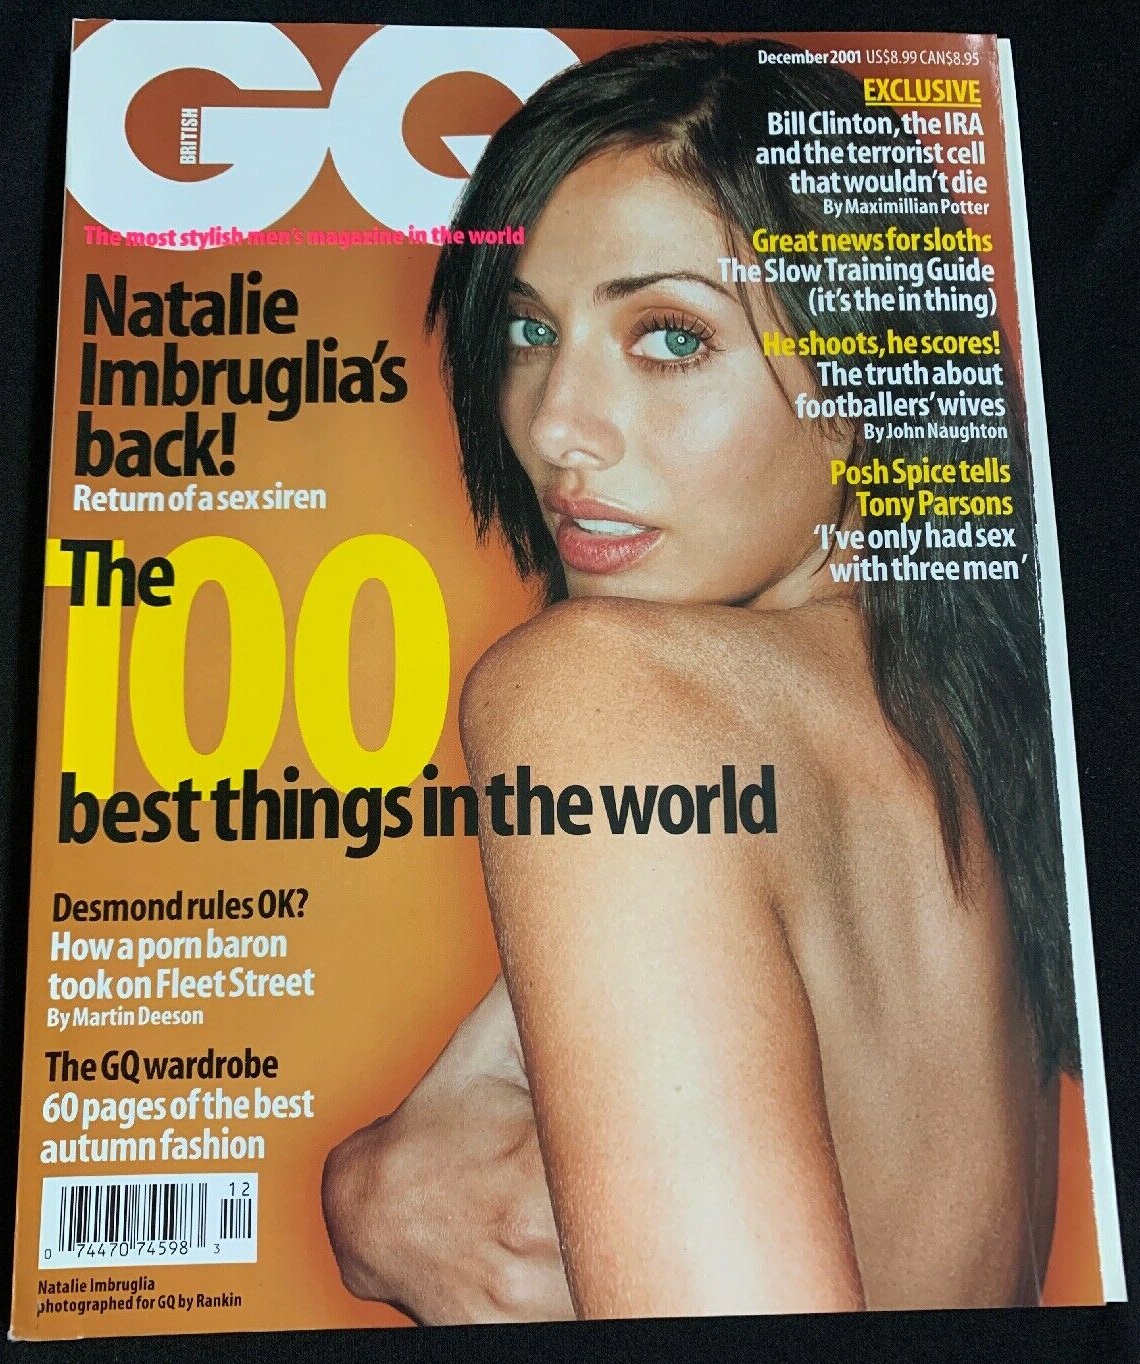 GQ
BRITISH
The most stylish men's magazine in the world
December 2001 US$8.99 CAN$8.95
EXCLUSIVE
Bill Clinton, the IRA
and the terrorist cell
that wouldn't die
By Maximillian Potter
Great news for sloths
The Slow Training Guide
(it's the in thing)
He shoots, he scores!
The truth about
footballers' wives
By John Naughton
Posh Spice tells
Tony Parsons
'I've only had sex
with three men'
Natalie
Imbruglia's
back!
Return of a sex siren
The
100
best things in the world
Desmond rules OK?
How a porn baron
took on Fleet Street
By Martin Deeson
The GQ wardrobe
60 pages of the best
autumn fashion
12
0 74470 74598 3
Natalie Imbruglia
photographed for GQ by Rankin